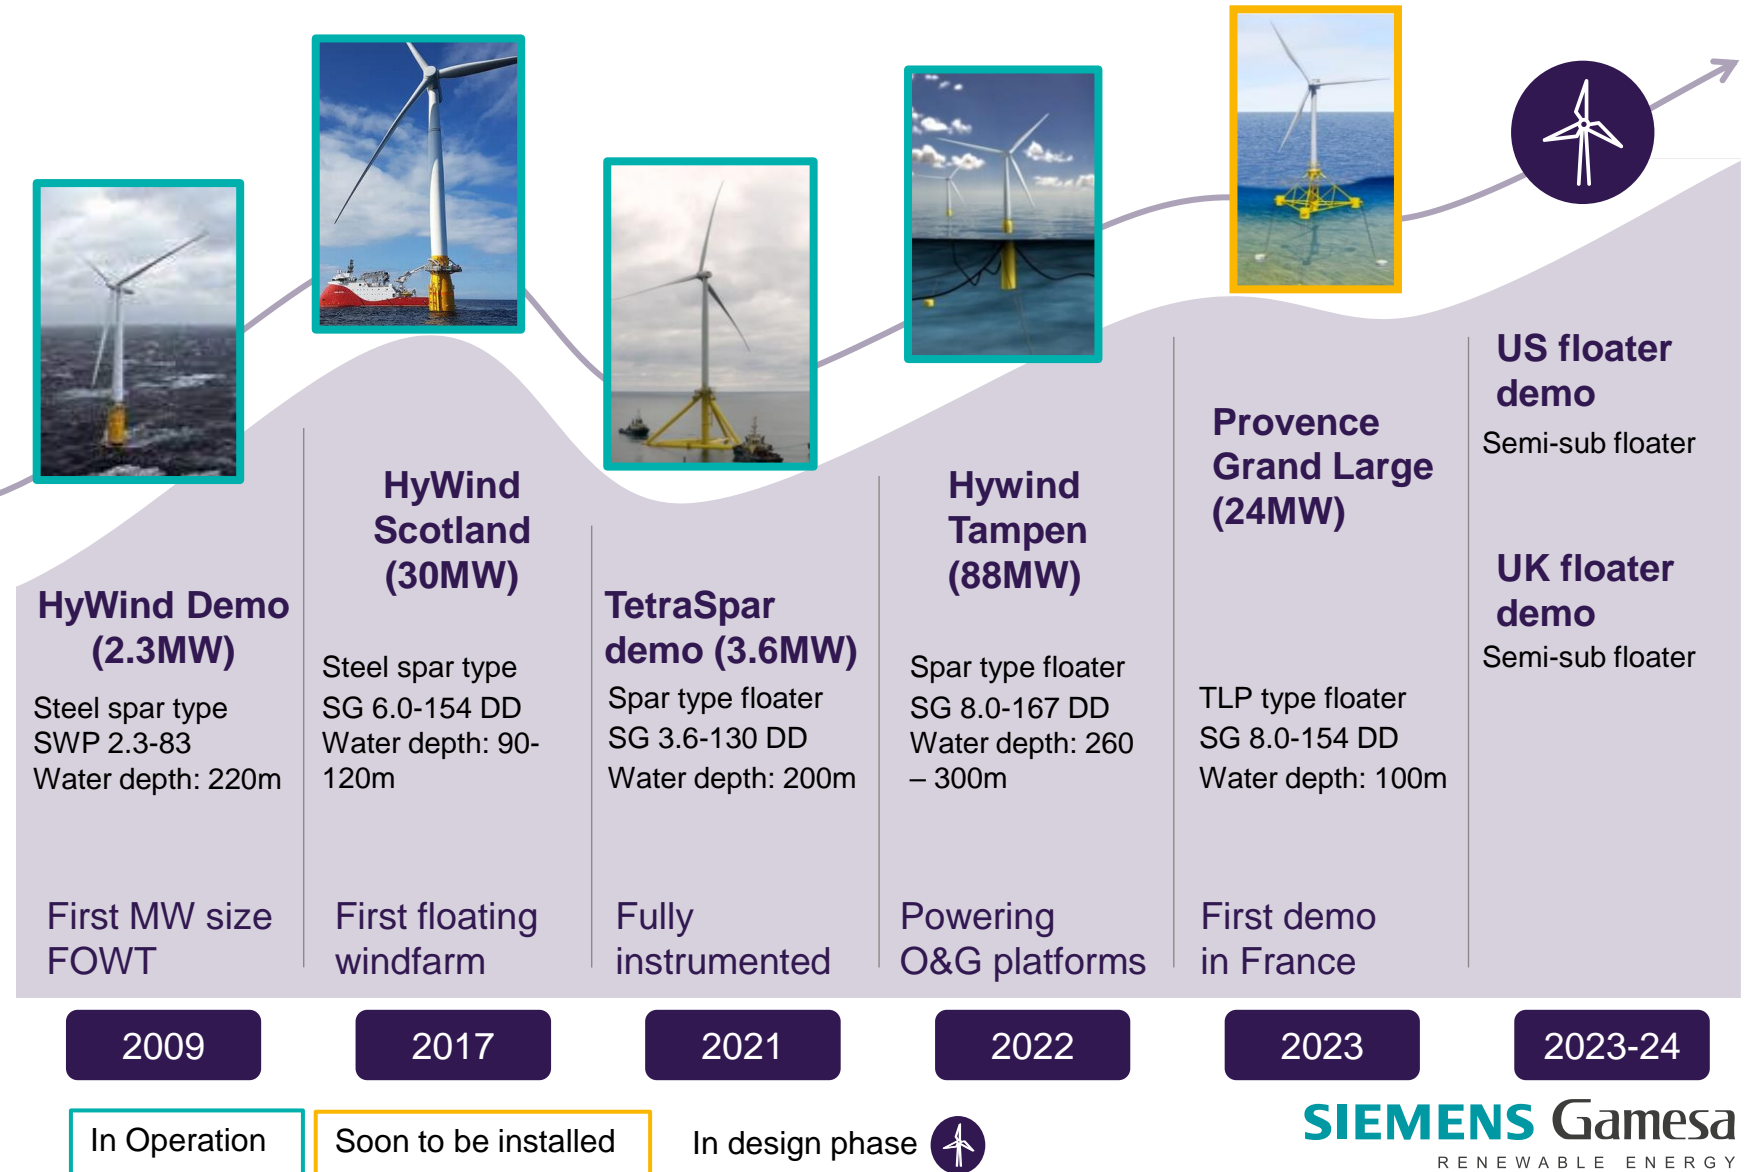 HyWind Demo
(2.3MW)
Steel spar type
SWP 2.3-83
Water depth: 220m
First MW size
FOWT
2009
HyWind
Scotland
(30MW)
Steel spar type
SG 6.0-154 DD
Water depth: 90-
120m
First floating
windfarm
2017
TetraSpar
demo (3.6MW)
Spar type floater
SG 3.6-130 DD
Water depth: 200m
Fully
instrumented
2021
Hywind
Tampen
(88MW)
Spar type floater
SG 8.0-167 DD
Water depth: 260
– 300m
Powering
O&G platforms
2022
Provence
Grand Large
(24MW)
TLP type floater
SG 8.0-154 DD
Water depth: 100m
First demo
in France
2023
US floater
demo
Semi-sub floater
UK floater
demo
Semi-sub floater
2023-24
In Operation
Soon to be installed
In design phase
SIEMENS Gamesa
RENEWABLE ENERGY